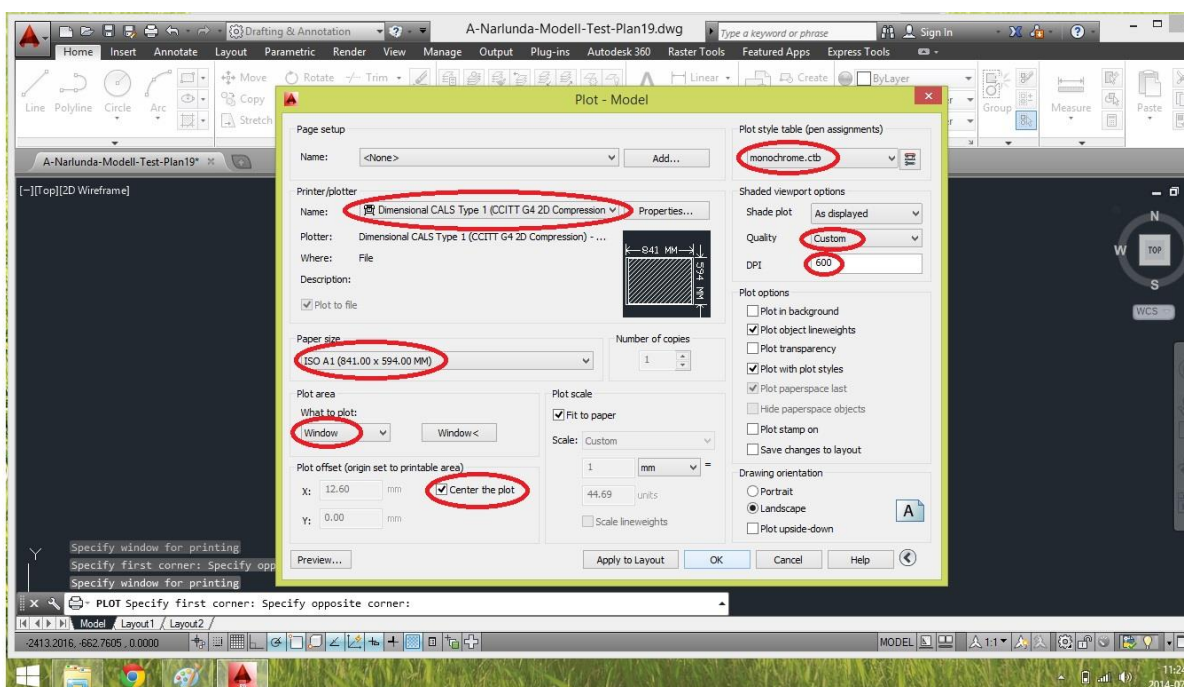 Drafting & Annotation
A-Narlunda-Modell-Test-Plan19.dwg
Type a keyword or phrase
Sign In
Home Insert Annotate Layout Parametric Render View Manage Output Plug-ins Autodesk 360 Raster Tools Featured Apps Express Tools
Move Rotate Trim Linear Create ByLayer
Line Polyline Circle Arc Copy Group Measure Paste
Stretch
A-Narlunda-Modell-Test-Plan19*
[−][Top][2D Wireframe]
Plot - Model
Page setup
Name: <None> Add...
Printer/plotter
Name: Dimensional CALS Type 1 (CCITT G4 2D Compression Properties...
Plotter: Dimensional CALS Type 1 (CCITT G4 2D Compression) - ...
Where: File
Description:
Plot to file
841 MM
594 MM
Paper size
ISO A1 (841.00 x 594.00 MM)
Number of copies
1
Plot area
What to plot:
Window Window<
Plot offset (origin set to printable area)
X: 12.60 mm Center the plot
Y: 0.00 mm
Plot scale
Fit to paper
Scale: Custom
1 mm =
44.69 units
Scale lineweights
Plot style table (pen assignments)
monochrome.ctb
Shaded viewport options
Shade plot As displayed
Quality Custom
DPI 600
Plot options
Plot in background
Plot object lineweights
Plot transparency
Plot with plot styles
Plot paperspace last
Hide paperspace objects
Plot stamp on
Save changes to layout
Drawing orientation
Portrait
Landscape
Plot upside-down
A
Preview... Apply to Layout OK Cancel Help
N
W TOP
S
WCS
Y
Specify window for printing
Specify first corner: Specify opp
Specify window for printing
PLOT Specify first corner: Specify opposite corner:
Model Layout1 Layout2
-2413.2016, -662.7605 , 0.0000
MODEL
1:1
11:24